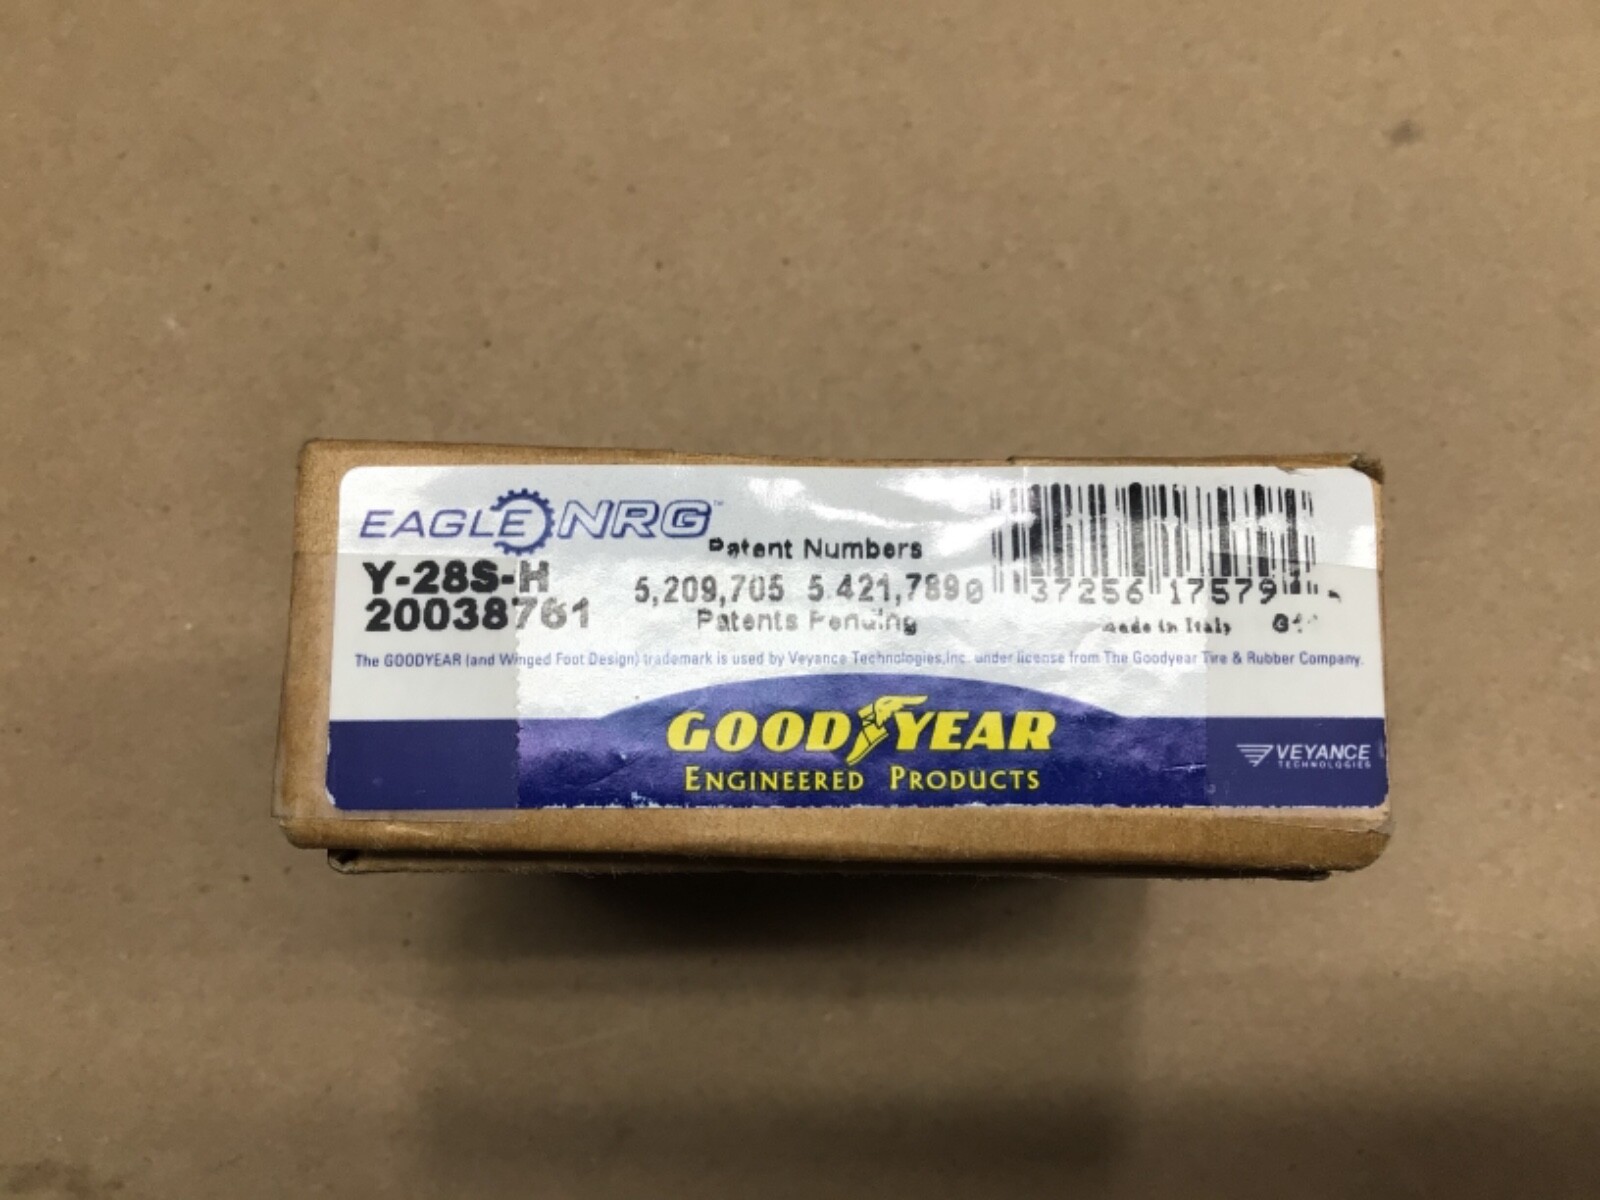 EAGLE NRG™
Patent Numbers
Y-28S-H
5,209,705 5,421,789
0 37256 17579
20038761
Patents Pending
Made in Italy
The GOODYEAR (and Winged Foot Design) trademark is used by Veyance Technologies,Inc. under license from The Goodyear Tire & Rubber Company.
GOODYEAR
ENGINEERED PRODUCTS
VEYANCE
TECHNOLOGIES